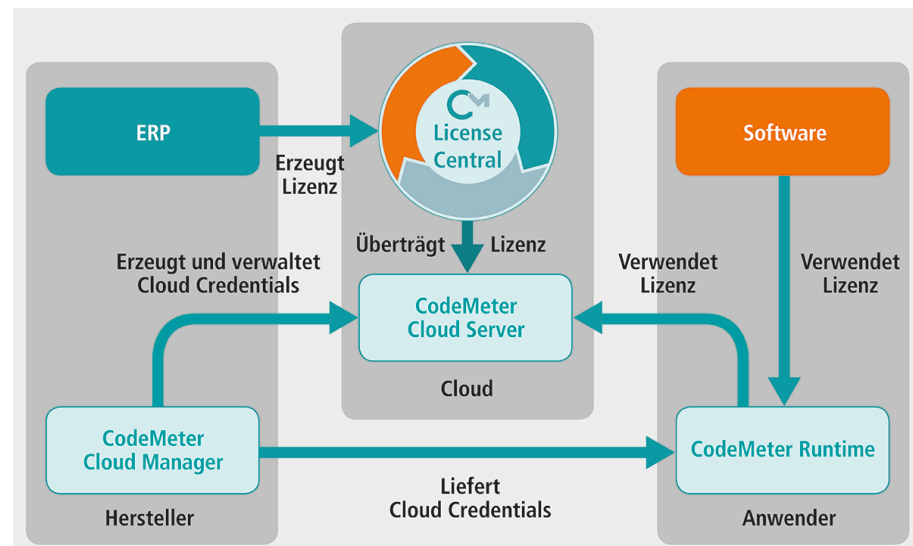 ERP
Erzeugt
Lizenz
CM
License
Central
Software
Überträgt Lizenz
Erzeugt und verwaltet
Cloud Credentials
Verwendet
Lizenz
Verwendet
Lizenz
CodeMeter
Cloud Server
Cloud
CodeMeter
Cloud Manager
CodeMeter Runtime
Liefert
Cloud Credentials
Hersteller
Anwender